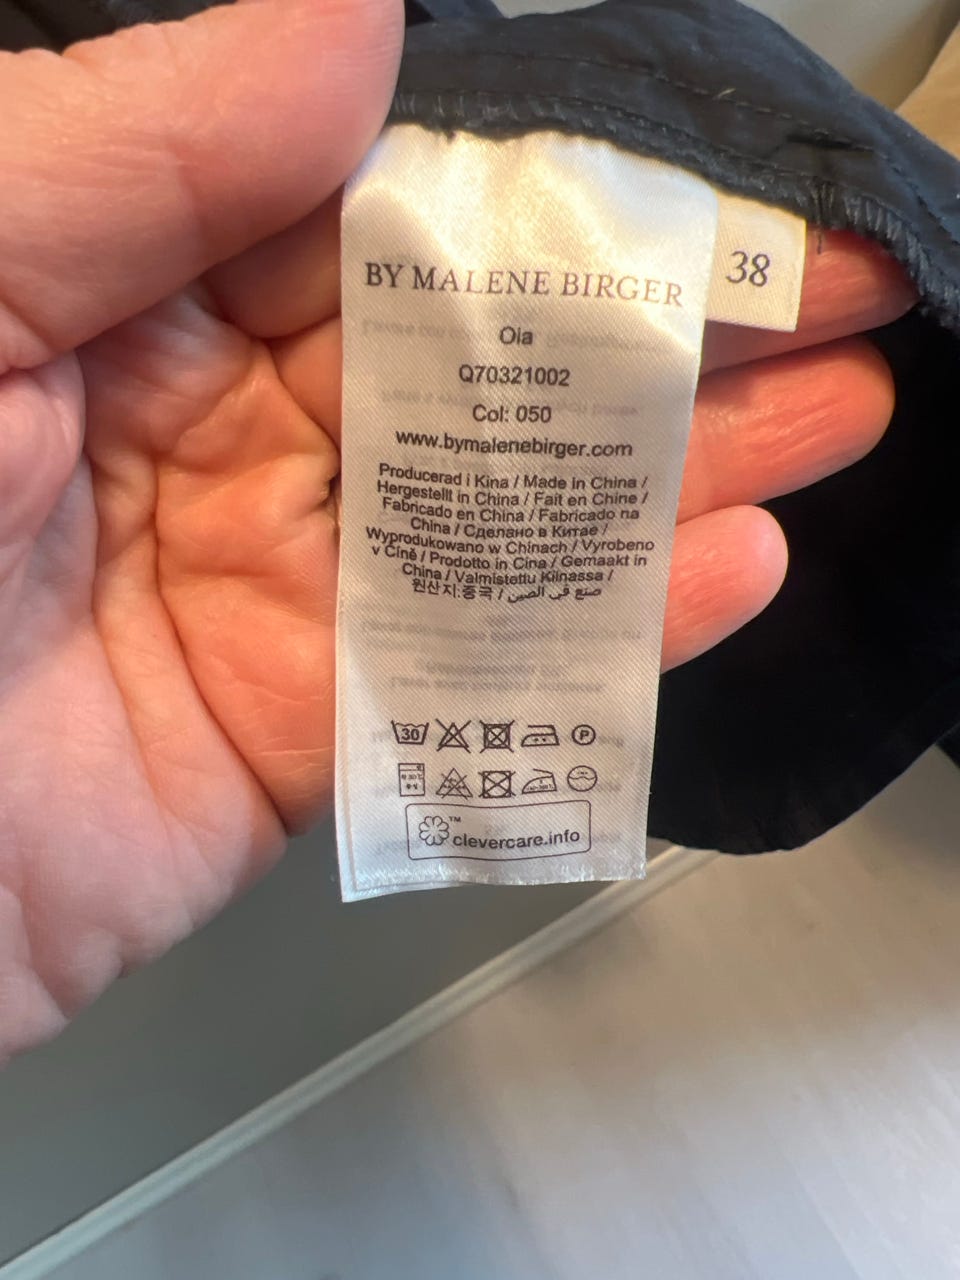 BY MALENE BIRGER
38
Oia
Q70321002
Col: 050
www.bymalenebirger.com
Producerad i Kina / Made in China /
Hergestellt in China / Fait en Chine /
Fabricado en China / Fabricado na
China / Сделано в Китае /
Wyprodukowano w Chinach / Vyrobeno
v Číně / Prodotto in Cina / Gemaakt in
China / Valmistettu Kiinassa /
원산지:중국 / صنع في الصين
30
P
™
clevercare.info